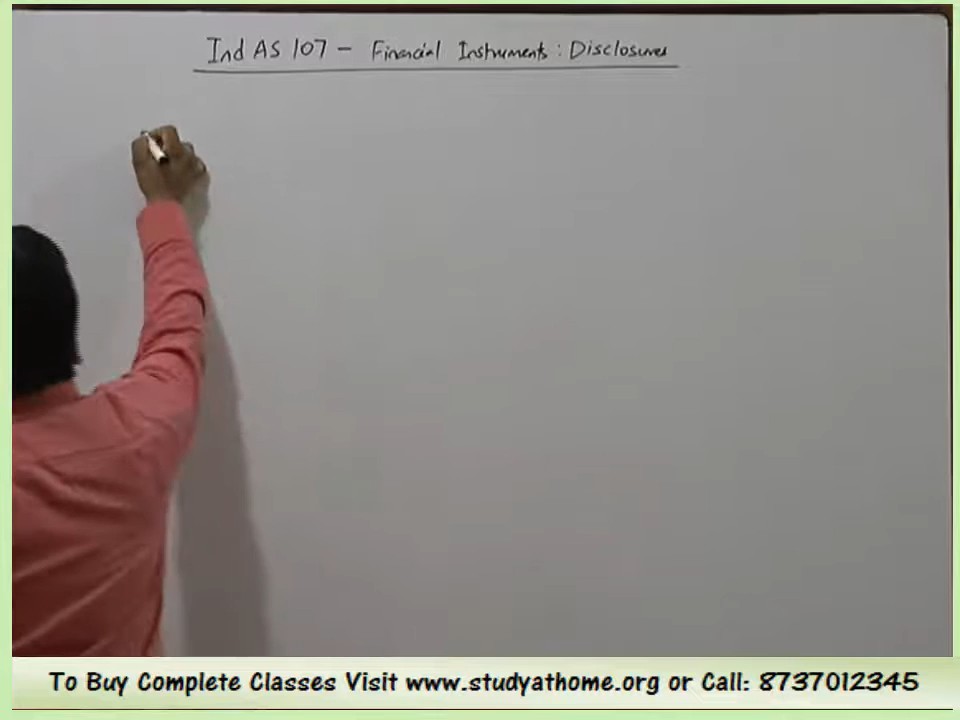 Ind AS 107 - Financial Instruments : Disclosures
To Buy Complete Classes Visit www.studyathome.org or Call: 8737012345